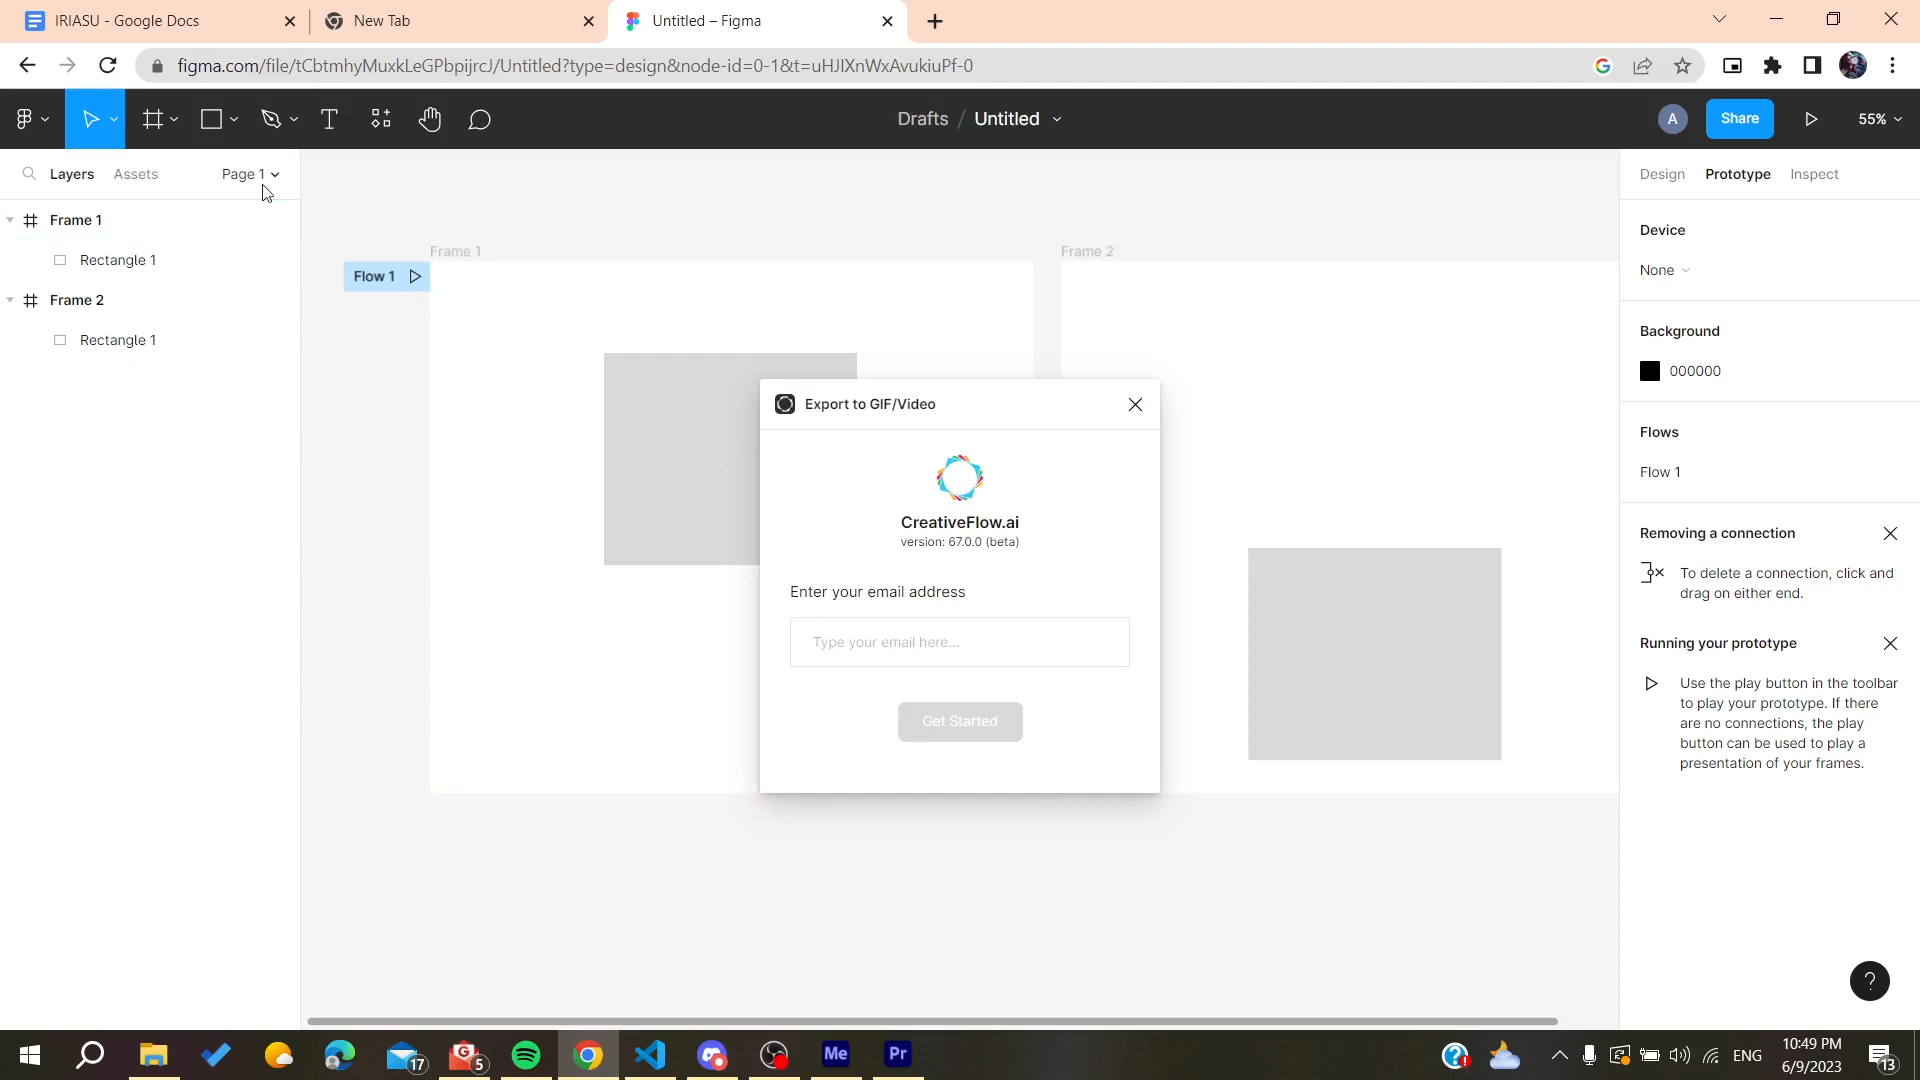 IRIASU - Google Docs
New Tab
Untitled – Figma
figma.com/file/tCbtmhyMuxkLeGPbpijrcJ/Untitled?type=design&node-id=0-1&t=uHJIXnWxAvukiuPf-0
Drafts / Untitled
A
Share
55%
Layers
Assets
Page 1
Design
Prototype
Inspect
Frame 1
Rectangle 1
Frame 2
Rectangle 1
Frame 1
Flow 1
Frame 2
Export to GIF/Video
CreativeFlow.ai
version: 67.0.0 (beta)
Enter your email address
Type your email here...
Get Started
Device
None
Background
000000
Flows
Flow 1
Removing a connection
To delete a connection, click and
drag on either end.
Running your prototype
Use the play button in the toolbar
to play your prototype. If there
are no connections, the play
button can be used to play a
presentation of your frames.
?
17
5
Me
Pr
ENG
10:49 PM
6/9/2023
13